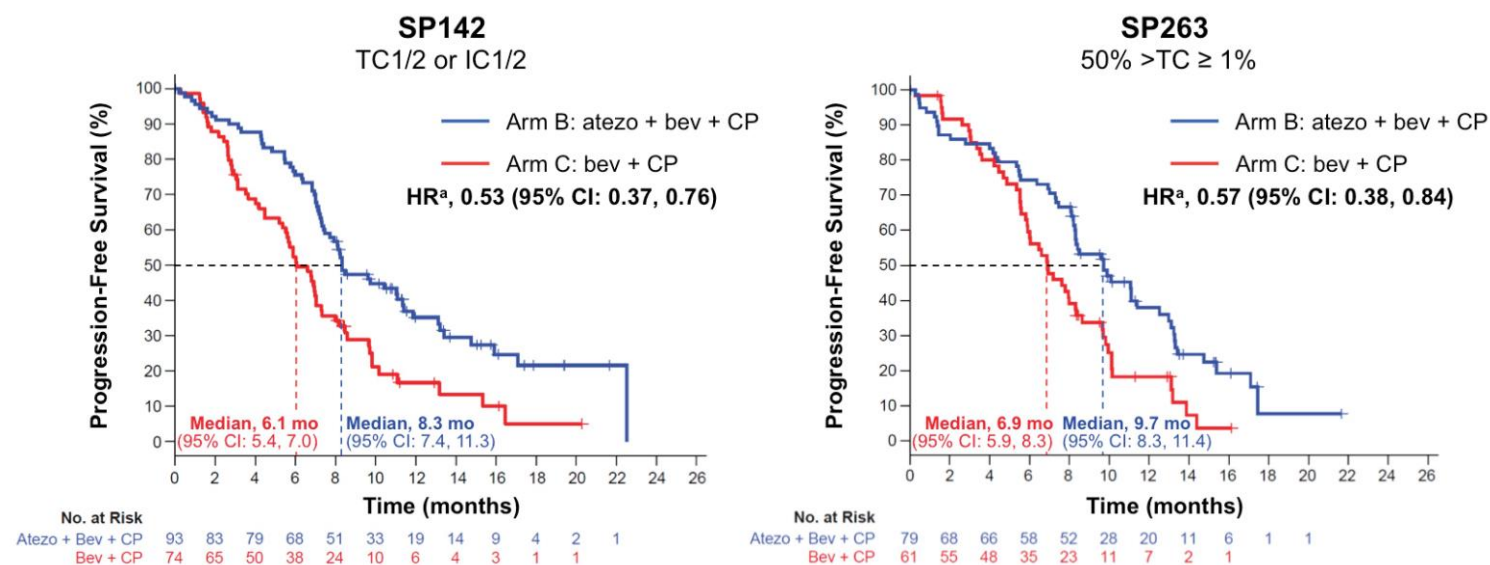 SP142
TC1/2 or IC1/2
Progression-Free Survival (%)
100
90
80
70
60
50
40
30
20
10
0
Arm B: atezo + bev + CP
Arm C: bev + CP
HRᵃ, 0.53 (95% CI: 0.37, 0.76)
Median, 6.1 mo
(95% CI: 5.4, 7.0)
Median, 8.3 mo
(95% CI: 7.4, 11.3)
0 2 4 6 8 10 12 14 16 18 20 22 24 26
Time (months)
No. at Risk
Atezo + Bev + CP 93 83 79 68 51 33 19 14 9 4 2 1
Bev + CP 74 65 50 38 24 10 6 4 3 1 1
SP263
50% >TC ≥ 1%
Progression-Free Survival (%)
100
90
80
70
60
50
40
30
20
10
0
Arm B: atezo + bev + CP
Arm C: bev + CP
HRᵃ, 0.57 (95% CI: 0.38, 0.84)
Median, 6.9 mo
(95% CI: 5.9, 8.3)
Median, 9.7 mo
(95% CI: 8.3, 11.4)
0 2 4 6 8 10 12 14 16 18 20 22 24 26
Time (months)
No. at Risk
Atezo + Bev + CP 79 68 66 58 52 28 20 11 6 1 1
Bev + CP 61 55 48 35 23 11 7 2 1